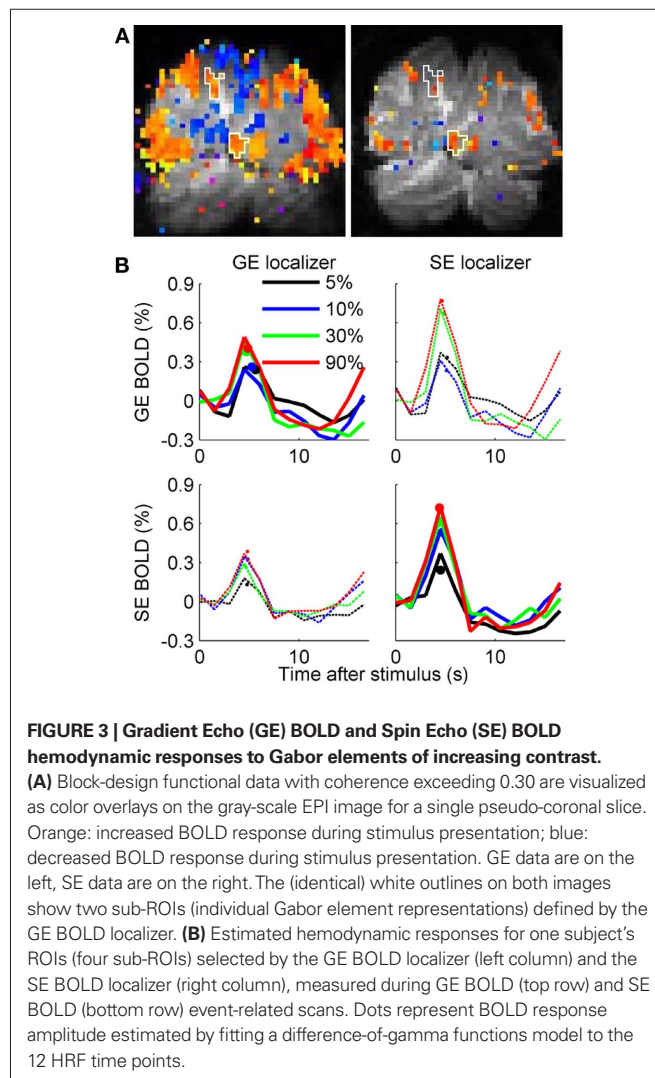 A
B
GE localizer
SE localizer
0.9
0.6
0.3
0
-0.3
GE BOLD (%)
5%
10%
30%
90%
0
10
0
10
0.9
0.6
0.3
0
-0.3
SE BOLD (%)
0
10
0
10
Time after stimulus (s)
FIGURE 3 | Gradient Echo (GE) BOLD and Spin Echo (SE) BOLD
hemodynamic responses to Gabor elements of increasing contrast.
(A) Block-design functional data with coherence exceeding 0.30 are visualized
as color overlays on the gray-scale EPI image for a single pseudo-coronal slice.
Orange: increased BOLD response during stimulus presentation; blue:
decreased BOLD response during stimulus presentation. GE data are on the
left, SE data are on the right. The (identical) white outlines on both images
show two sub-ROIs (individual Gabor element representations) defined by the
GE BOLD localizer. (B) Estimated hemodynamic responses for one subject's
ROIs (four sub-ROIs) selected by the GE BOLD localizer (left column) and the
SE BOLD localizer (right column), measured during GE BOLD (top row) and SE
BOLD (bottom row) event-related scans. Dots represent BOLD response
amplitude estimated by fitting a difference-of-gamma functions model to the
12 HRF time points.